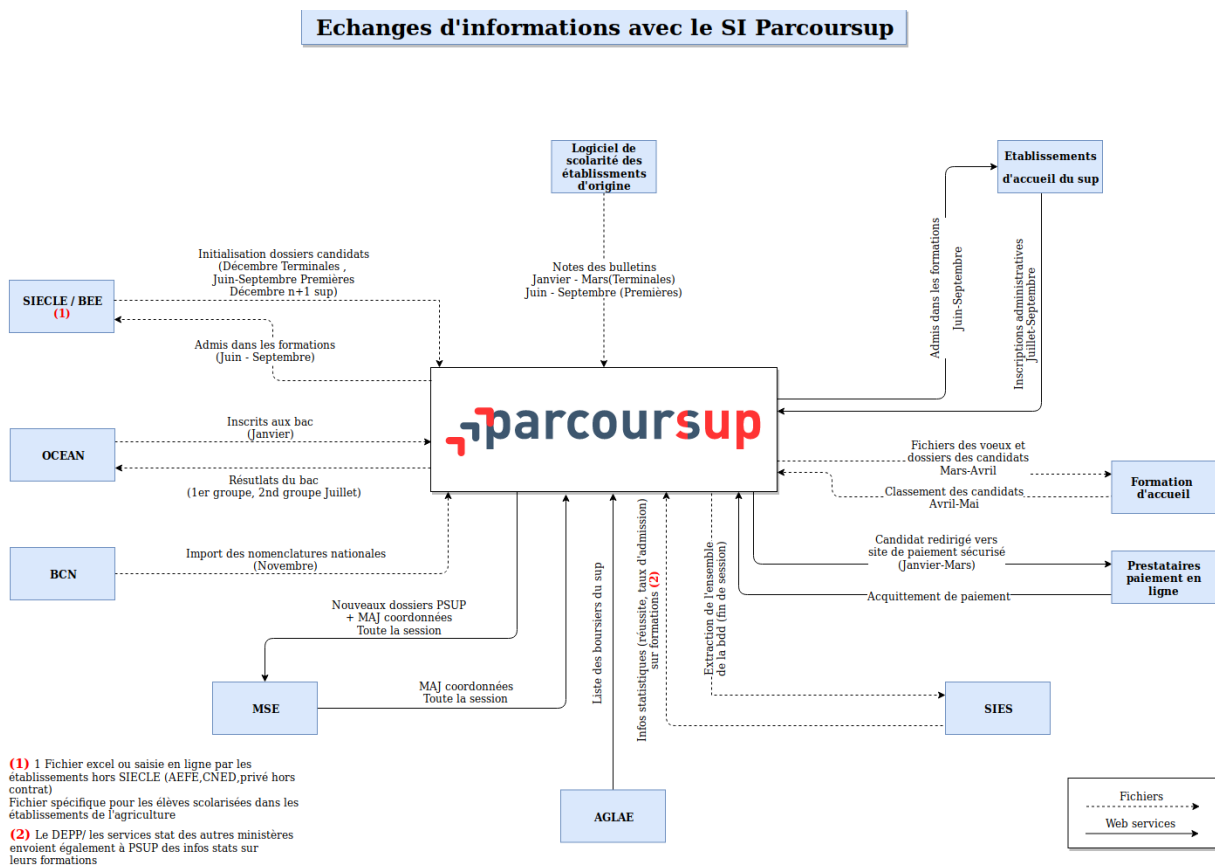 Echanges d'informations avec le SI Parcoursup
Logiciel de
scolarité des
établissments
d'origine
Etablissements
d'accueil du sup
Initialisation dossiers candidats
(Décembre Terminales ,
Juin-Septembre Premières
Décembre n+1 sup)
Notes des bulletins
Janvier - Mars(Terminales)
Juin - Septembre (Premières)
Admis dans les formations
Juin-Septembre
Inscriptions administratives
Juillet-Septembre
SIECLE / BEE
(1)
Admis dans les formations
(Juin - Septembre)
parcoursup
Inscrits aux bac
(Janvier)
OCEAN
Résutlats du bac
(1er groupe, 2nd groupe Juillet)
Fichiers des voeux et
dossiers des candidats
Mars-Avril
Classement des candidats
Avril-Mai
Formation
d'accueil
Import des nomenclatures nationales
(Novembre)
BCN
Candidat redirigé vers
site de paiement sécurisé
(Janvier-Mars)
Acquittement de paiement
Prestataires
paiement en
ligne
Nouveaux dossiers PSUP
+ MAJ coordonnées
Toute la session
MAJ coordonnées
Toute la session
MSE
Liste des boursiers du sup
Infos statistiques (réussite, taux d'admission)
sur formations (2)
Extraction de l'ensemble
de la bdd (fin de session)
SIES
AGLAE
(1) 1 Fichier excel ou saisie en ligne par les
établissements hors SIECLE (AEFE,CNED,privé hors
contrat)
Fichier spécifique pour les élèves scolarisées dans les
établissements de l'agriculture
(2) Le DEPP/ les services stat des autres ministères
envoient également à PSUP des infos stats sur
leurs formations
Fichiers
Web services